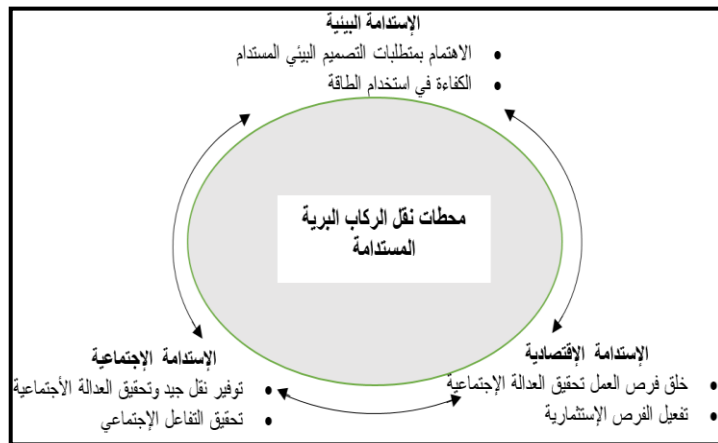 الإستدامة البيئية
• الاهتمام بمتطلبات التصميم البيئي المستدام
• الكفاءة في استخدام الطاقة
محطات نقل الركاب البرية
المستدامة
الإستدامة الإقتصادية
• خلق فرص العمل تحقيق العدالة الإجتماعية
• تفعيل الفرص الإستثمارية
الإستدامة الإجتماعية
• توفير نقل جيد وتحقيق العدالة الأجتماعية
• تحقيق التفاعل الإجتماعي